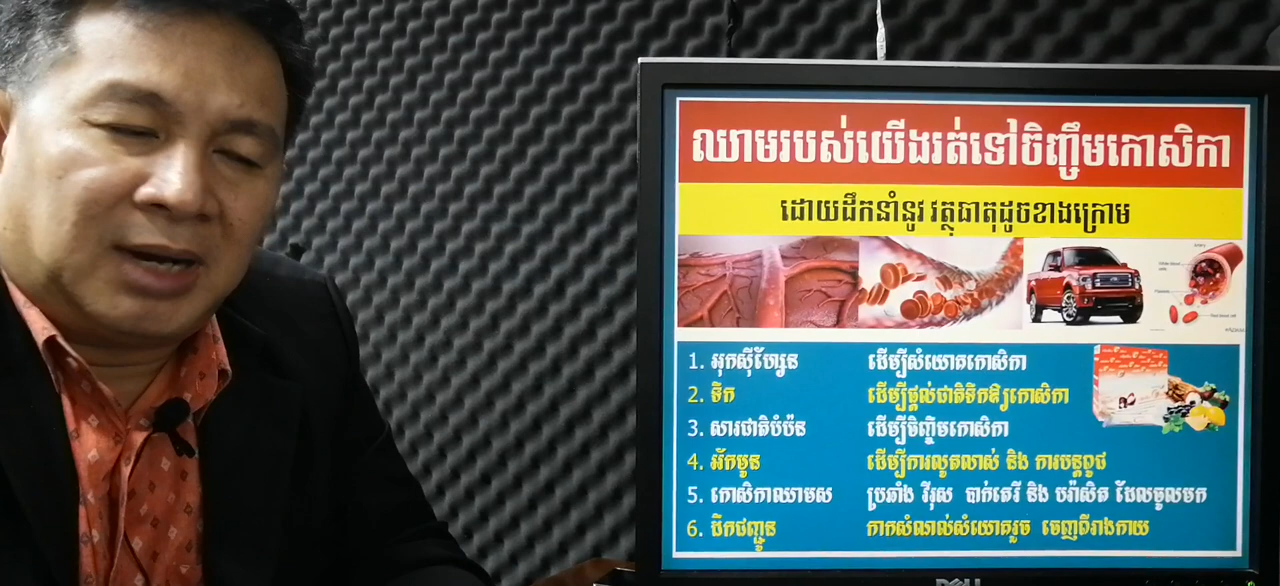 ឈាមរបស់យើងរត់ទៅចិញ្ចឹមកោសិកា
ដោយដឹកនាំនូវ វត្ថុធាតុដូចខាងក្រោម
Artery
1. អុកស៊ីហ្សែន ដើម្បីសំយោគកោសិកា
2. ទឹក ដើម្បីផ្តល់ជាតិទឹកឱ្យកោសិកា
3. សារជាតិបំប៉ន ដើម្បីចិញ្ចឹមកោសិកា
4. អ័កម៉ូន ដើម្បីការលូតលាស់ និង ការបន្តពូជ
5. កោសិកាឈាមស ប្រឆាំង វីរុស បាក់តេរី និង បរ៉ាសិត ដែលចូលមក
6. ដឹកជញ្ជូន កាកសំណល់សំយោគរួច ចេញពីរាងកាយ